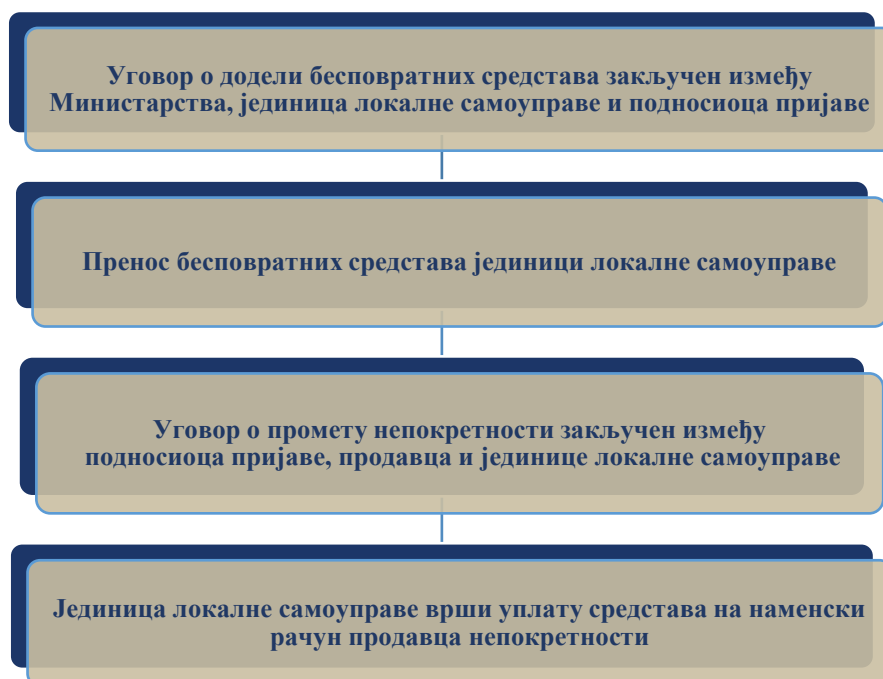 Уговор о додели бесповратних средстава закључен између
Министарства, јединица локалне самоуправе и подносиоца пријаве
Пренос бесповратних средстава јединици локалне самоуправе
Уговор о промету непокретности закључен између
подносиоца пријаве, продавца и јединице локалне самоуправе
Јединица локалне самоуправе врши уплату средстава на наменски
рачун продавца непокретности